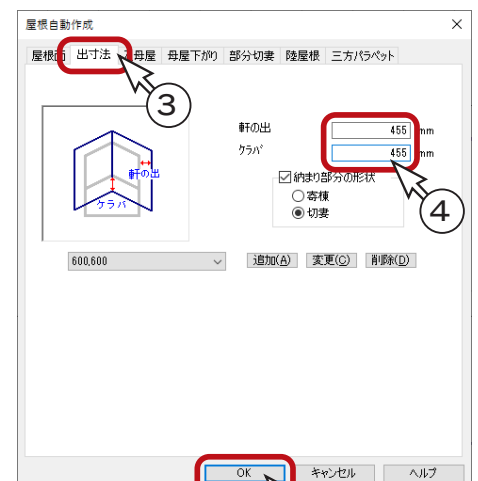 屋根自動作成
屋根面 出寸法 母屋 母屋下がり 部分切妻 陸屋根 三方パラペット
③
軒の出 455 mm
ケラバ 455 mm
軒の出
ケラバ
納まり部分の形状
寄棟
切妻
④
600,600 追加(A) 変更(C) 削除(D)
OK キャンセル ヘルプ